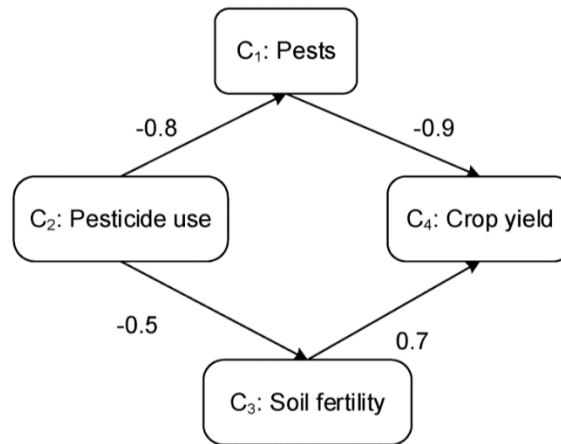 C₁: Pests
-0.8
-0.9
C₂: Pesticide use
C₄: Crop yield
-0.5
0.7
C₃: Soil fertility